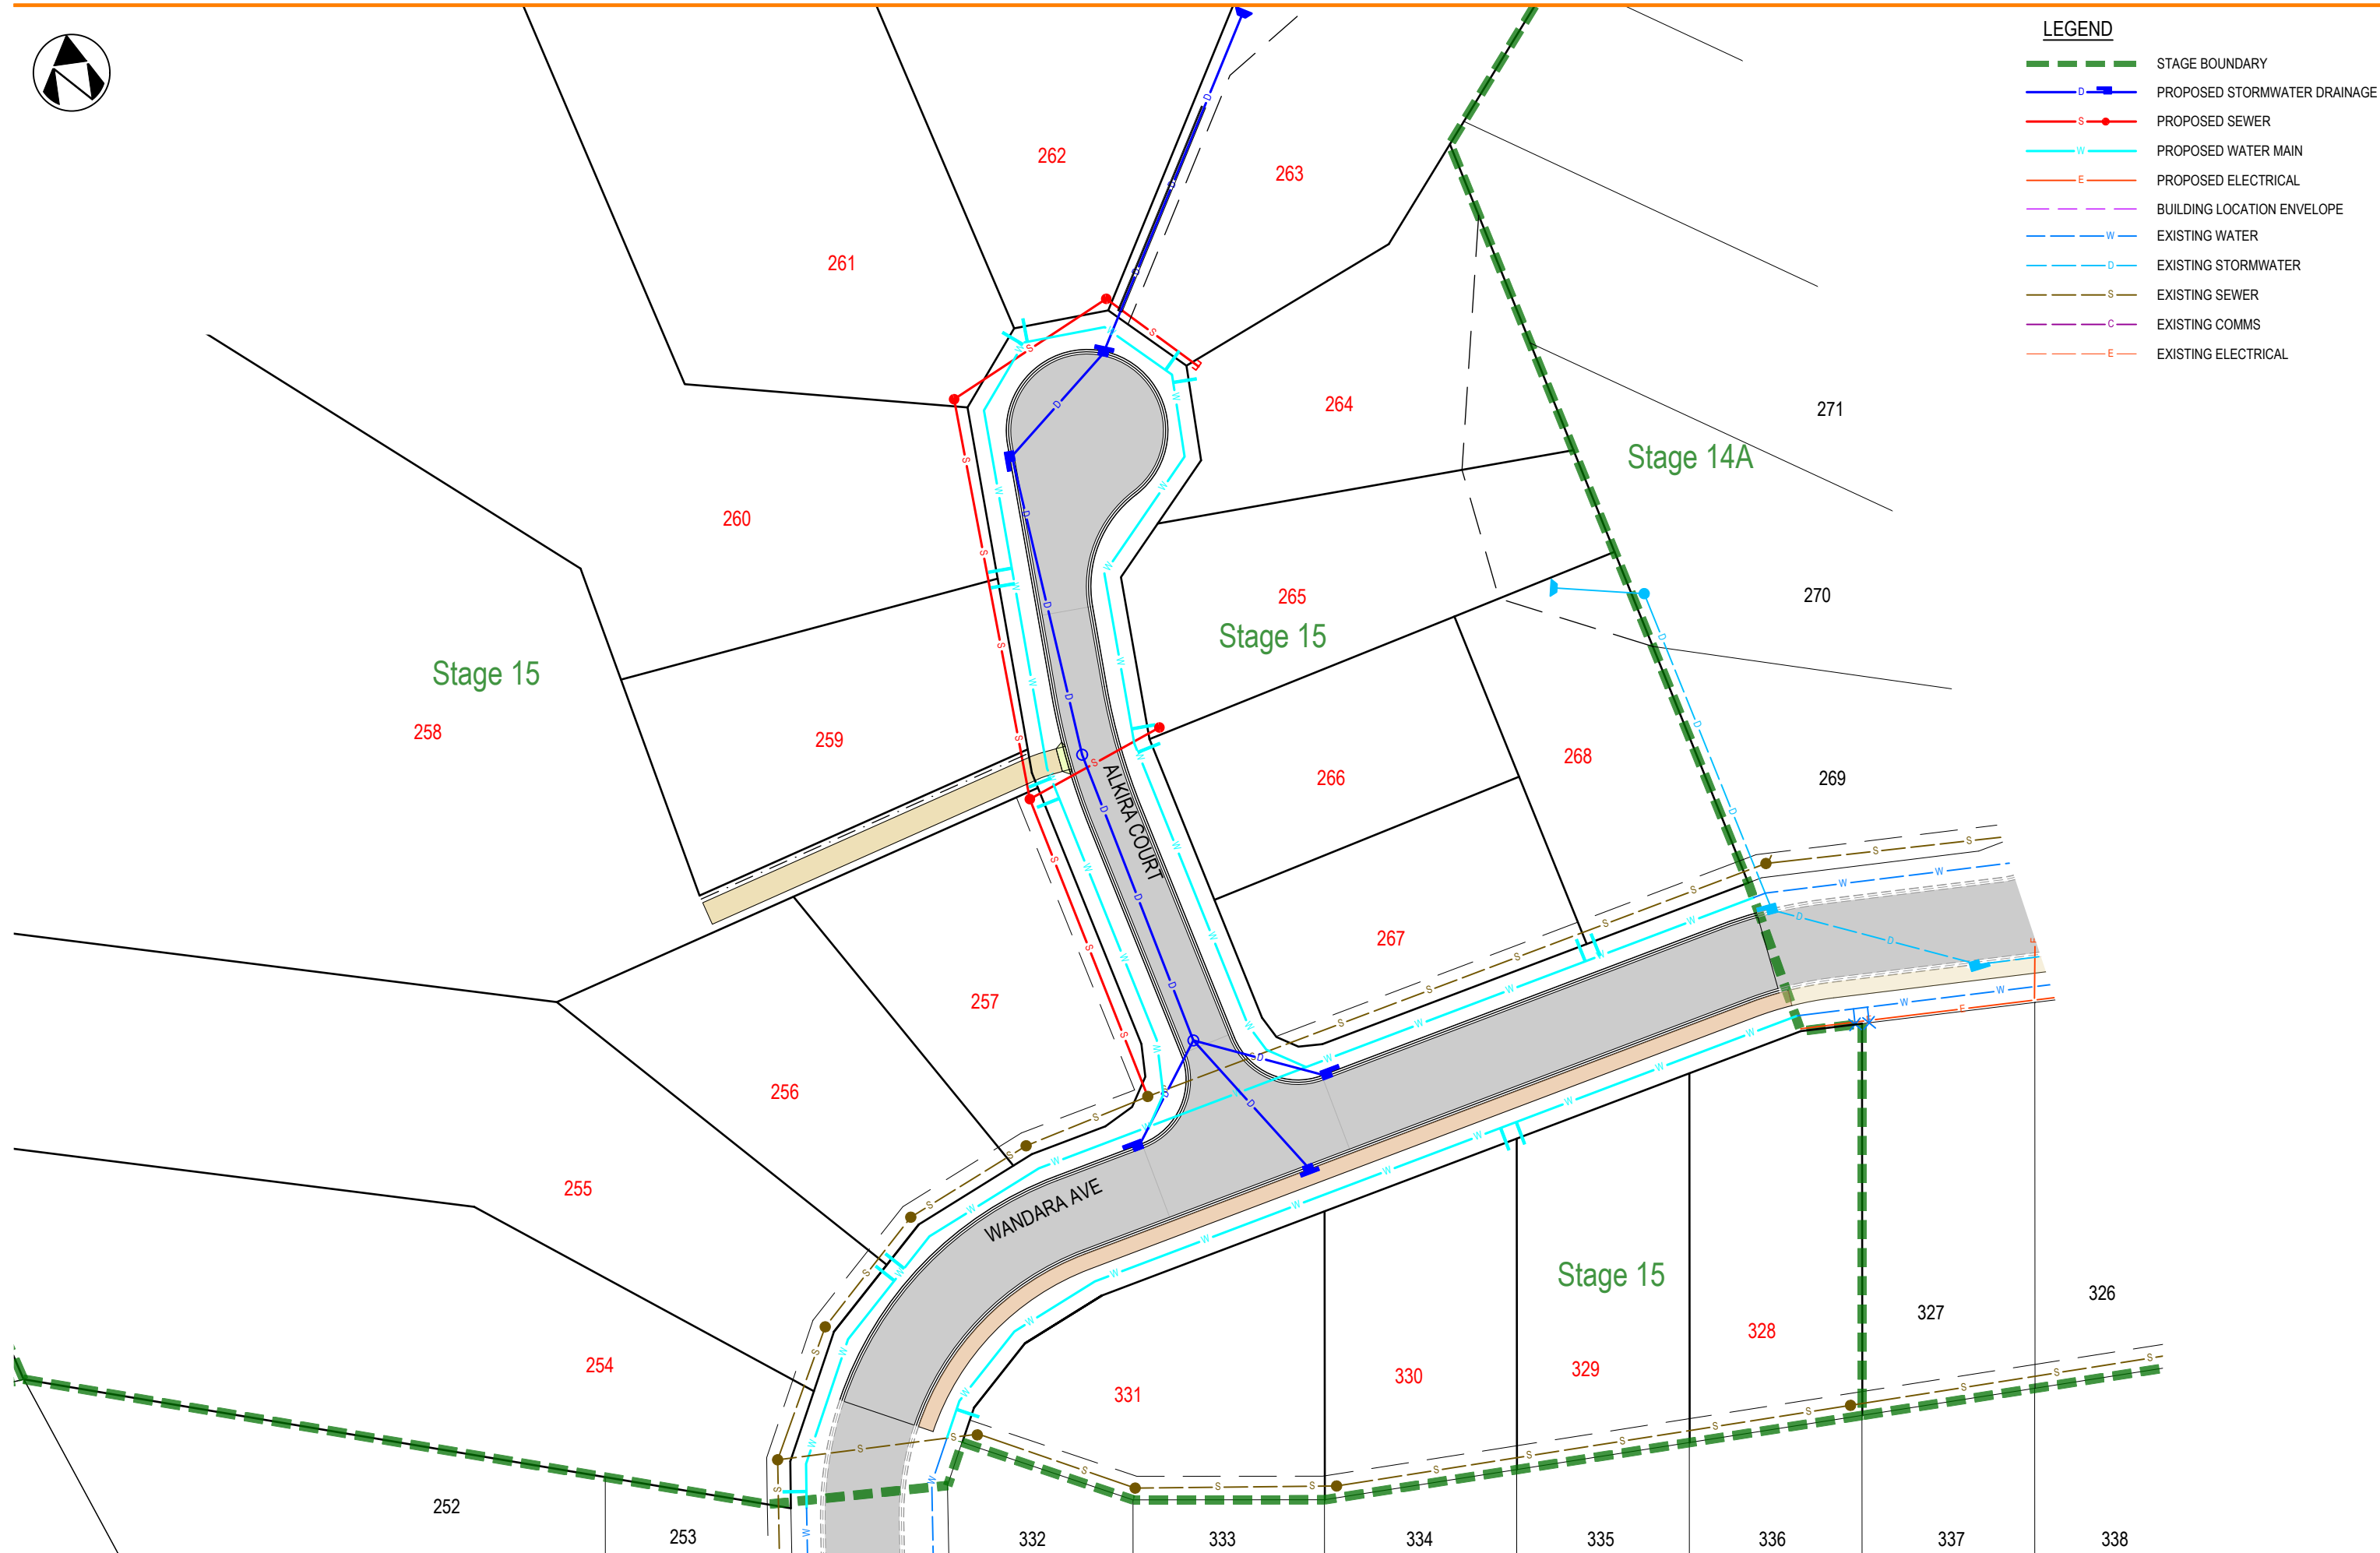 LEGEND
STAGE BOUNDARY
D PROPOSED STORMWATER DRAINAGE
S PROPOSED SEWER
W PROPOSED WATER MAIN
E PROPOSED ELECTRICAL
BUILDING LOCATION ENVELOPE
W EXISTING WATER
D EXISTING STORMWATER
S EXISTING SEWER
C EXISTING COMMS
E EXISTING ELECTRICAL
262
263
261
264
271
Stage 14A
260
265
270
Stage 15
Stage 15
258
259
266
268
269
ALKIRA COURT
267
257
256
255
WANDARA AVE
Stage 15
326
327
328
254
329
330
331
252
253
332
333
334
335
336
337
338